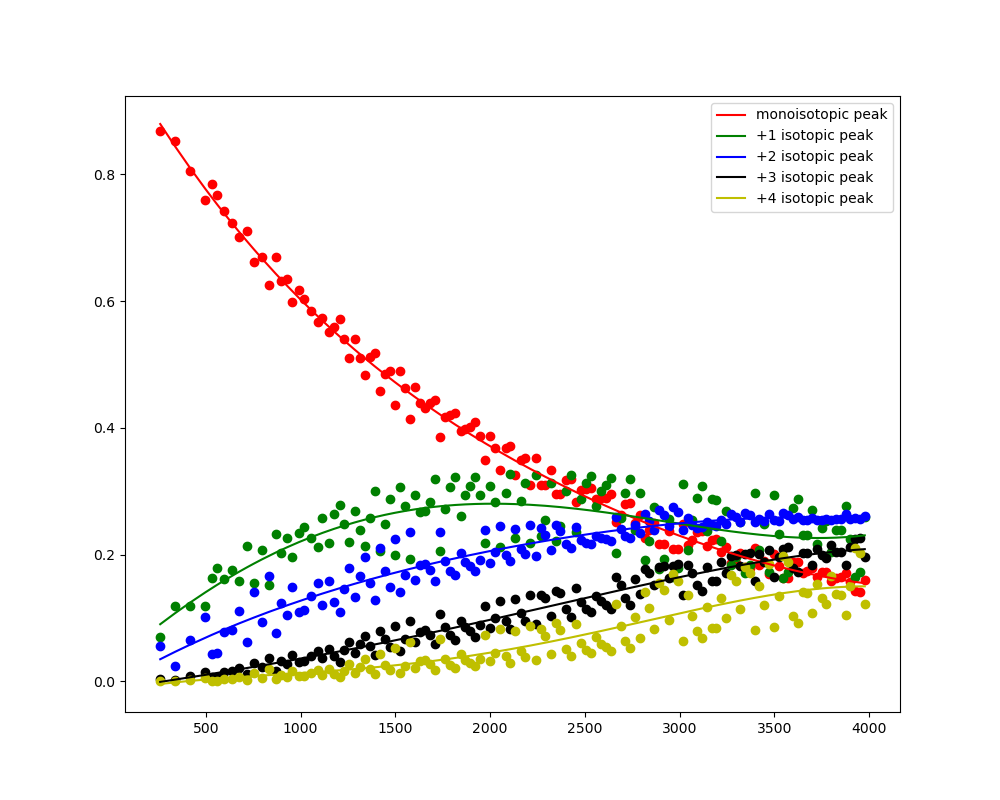 monoisotopic peak
+1 isotopic peak
+2 isotopic peak
+3 isotopic peak
+4 isotopic peak
0.8
0.6
0.4
0.2
0.0
500 1000 1500 2000 2500 3000 3500 4000